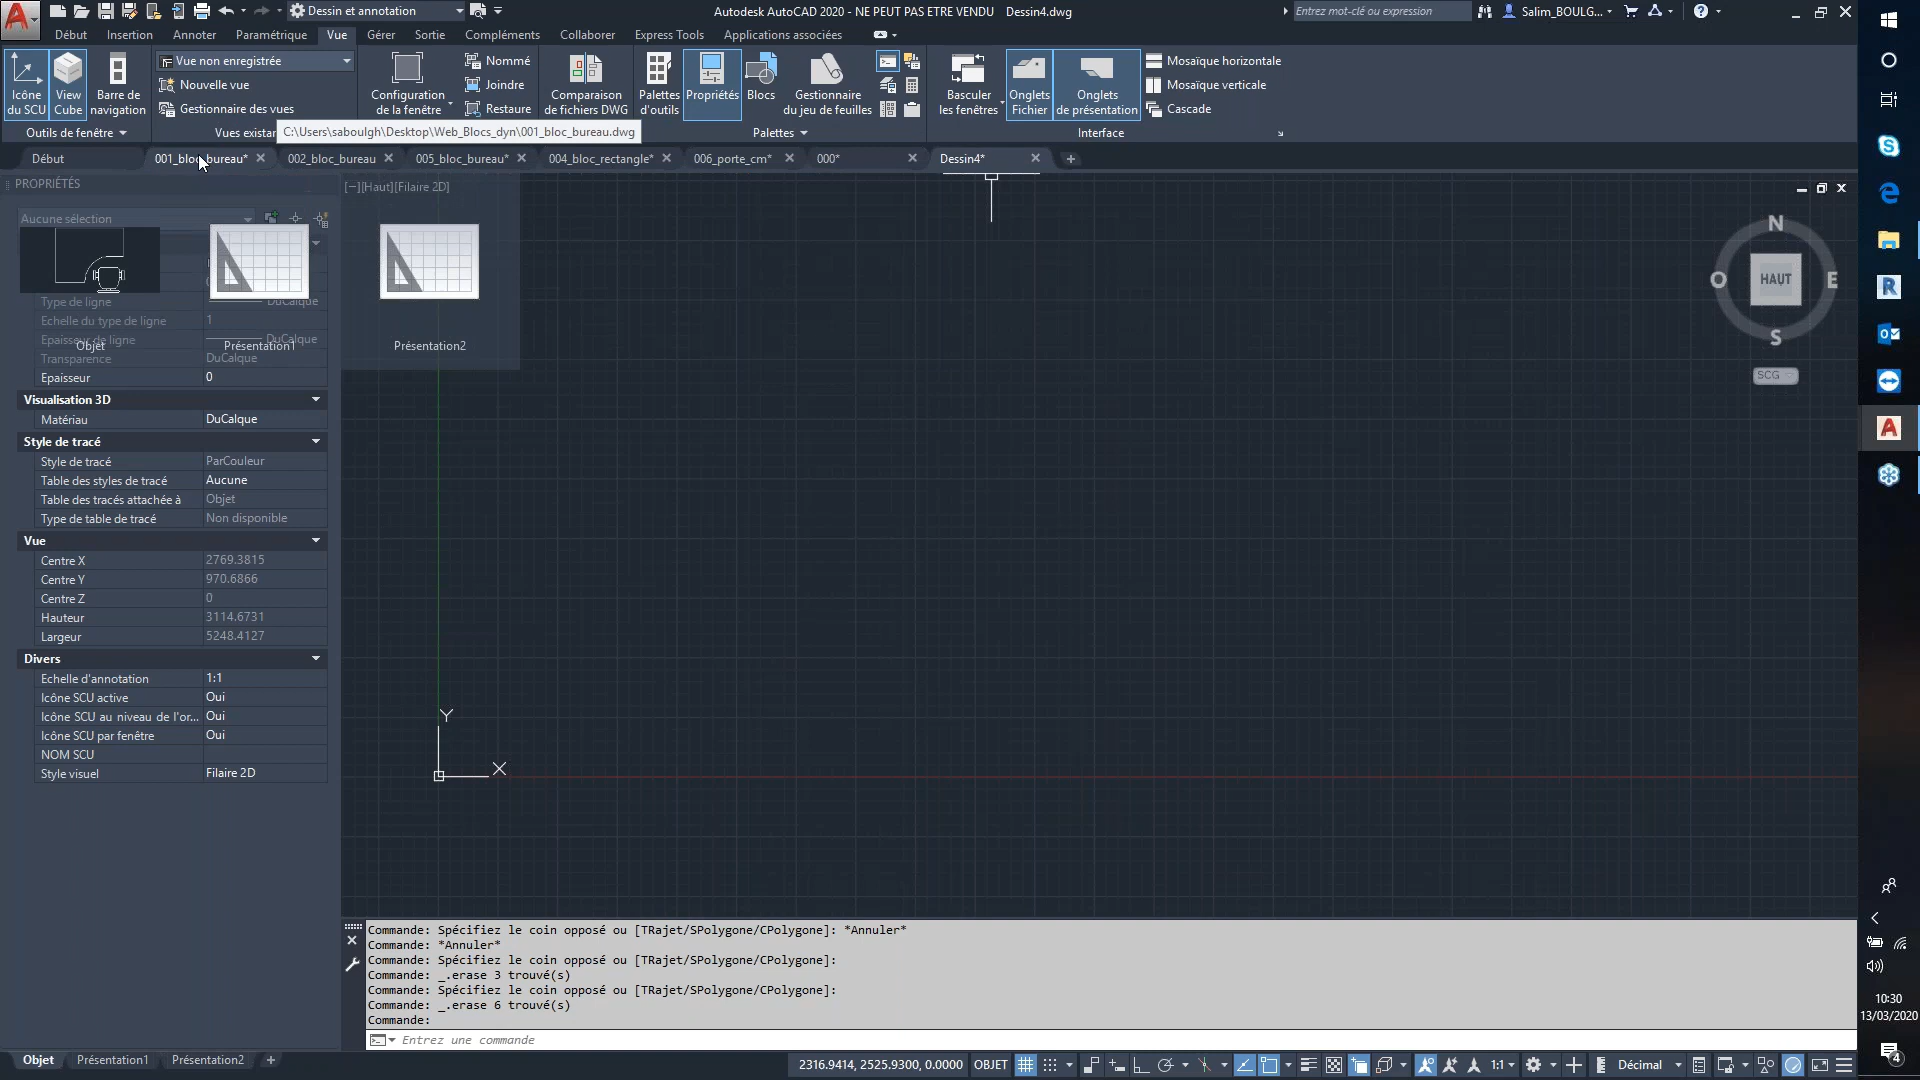 Dessin et annotation
Autodesk AutoCAD 2020 - NE PEUT PAS ETRE VENDU Dessin4.dwg
Entrez mot-clé ou expression
Salim_BOULG...
Début Insertion Annoter Paramétrique Vue Gérer Sortie Compléments Collaborer Express Tools Applications associées
Icône du SCU
View Cube
Barre de navigation
Outils de fenêtre
Vue non enregistrée
Nouvelle vue
Gestionnaire des vues
Vues existan
Configuration de la fenêtre
Nommé
Joindre
Restaure
Comparaison de fichiers DWG
Palettes d'outils
Propriétés
Blocs
Gestionnaire du jeu de feuilles
Palettes
Basculer les fenêtres
Onglets Fichier
Onglets de présentation
Mosaïque horizontale
Mosaïque verticale
Cascade
Interface
C:\Users\saboulgh\Desktop\Web_Blocs_dyn\001_bloc_bureau.dwg
Début 001_bloc_bureau* 002_bloc_bureau 005_bloc_bureau* 004_bloc_rectangle* 006_porte_cm* 000* Dessin4*
PROPRIÉTÉS
[−][Haut][Filaire 2D]
Aucune sélection
Type de ligne DuCalque
Echelle du type de ligne 1
Epaisseur de ligne DuCalque
Objet Présentation1 Présentation2
Transparence DuCalque
Epaisseur 0
Visualisation 3D
Matériau DuCalque
Style de tracé
Style de tracé ParCouleur
Table des styles de tracé Aucune
Table des tracés attachée à Objet
Type de table de tracé Non disponible
Vue
Centre X 2769.3815
Centre Y 970.6866
Centre Z 0
Hauteur 3114.6731
Largeur 5248.4127
Divers
Echelle d'annotation 1:1
Icône SCU active Oui
Icône SCU au niveau de l'or... Oui
Icône SCU par fenêtre Oui
NOM SCU
Style visuel Filaire 2D
N
O HAUT E
S
SCG
Y
X
Commande: Spécifiez le coin opposé ou [TRajet/SPolygone/CPolygone]: *Annuler*
Commande: *Annuler*
Commande: Spécifiez le coin opposé ou [TRajet/SPolygone/CPolygone]:
Commande: _.erase 3 trouvé(s)
Commande: Spécifiez le coin opposé ou [TRajet/SPolygone/CPolygone]:
Commande: _.erase 6 trouvé(s)
Commande:
Entrez une commande
Objet Présentation1 Présentation2
2316.9414, 2525.9300, 0.0000 OBJET
1:1
Décimal
10:30
13/03/2020
4